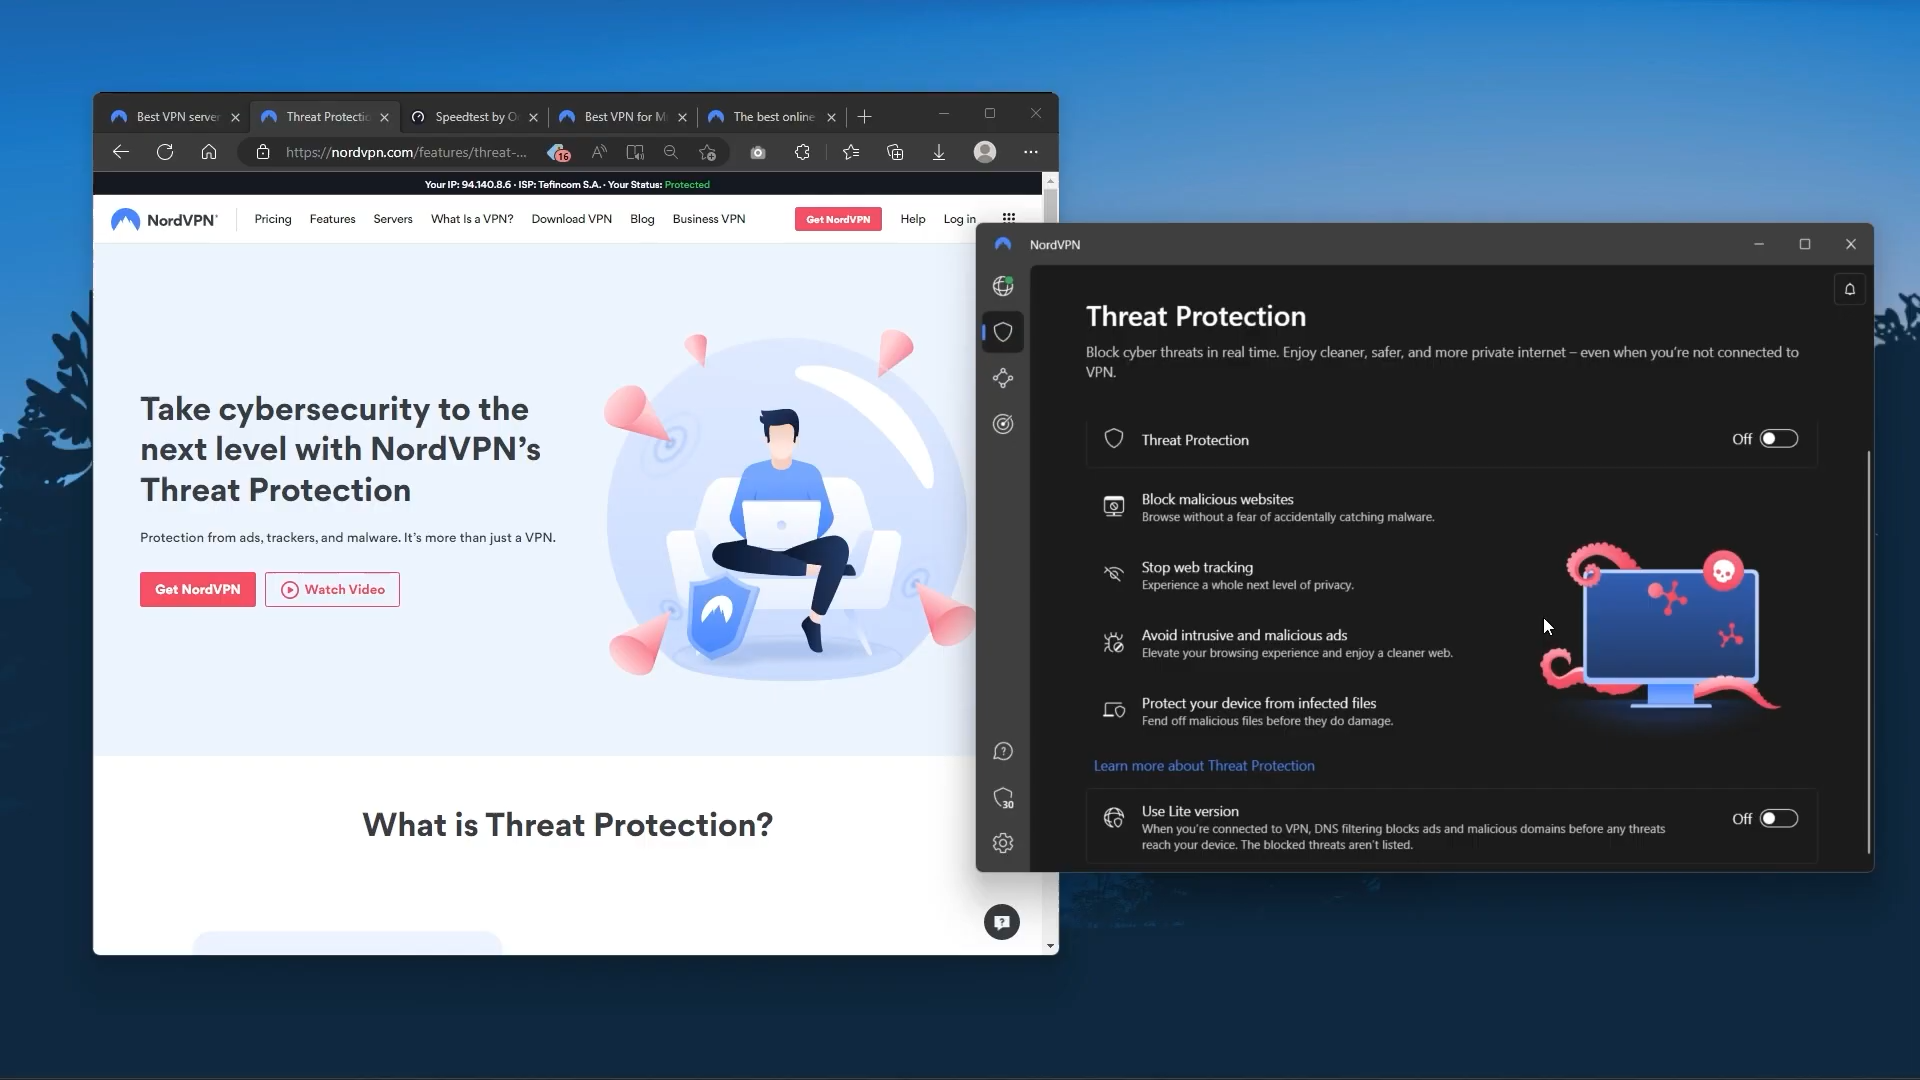 Best VPN server
Threat Protectio
Speedtest by O
Best VPN for M
The best online
https://nordvpn.com/features/threat-...
16
Your IP: 94.140.8.6 · ISP: Tefincom S.A. · Your Status: Protected
NordVPN®
Pricing
Features
Servers
What Is a VPN?
Download VPN
Blog
Business VPN
Get NordVPN
Help
Log in
Take cybersecurity to the
next level with NordVPN’s
Threat Protection
Protection from ads, trackers, and malware. It’s more than just a VPN.
Get NordVPN
Watch Video
What is Threat Protection?
NordVPN
Threat Protection
Block cyber threats in real time. Enjoy cleaner, safer, and more private internet – even when you’re not connected to
VPN.
Threat Protection
Off
Block malicious websites
Browse without a fear of accidentally catching malware.
Stop web tracking
Experience a whole next level of privacy.
Avoid intrusive and malicious ads
Elevate your browsing experience and enjoy a cleaner web.
Protect your device from infected files
Fend off malicious files before they do damage.
Learn more about Threat Protection
30
Use Lite version
Off
When you’re connected to VPN, DNS filtering blocks ads and malicious domains before any threats
reach your device. The blocked threats aren’t listed.